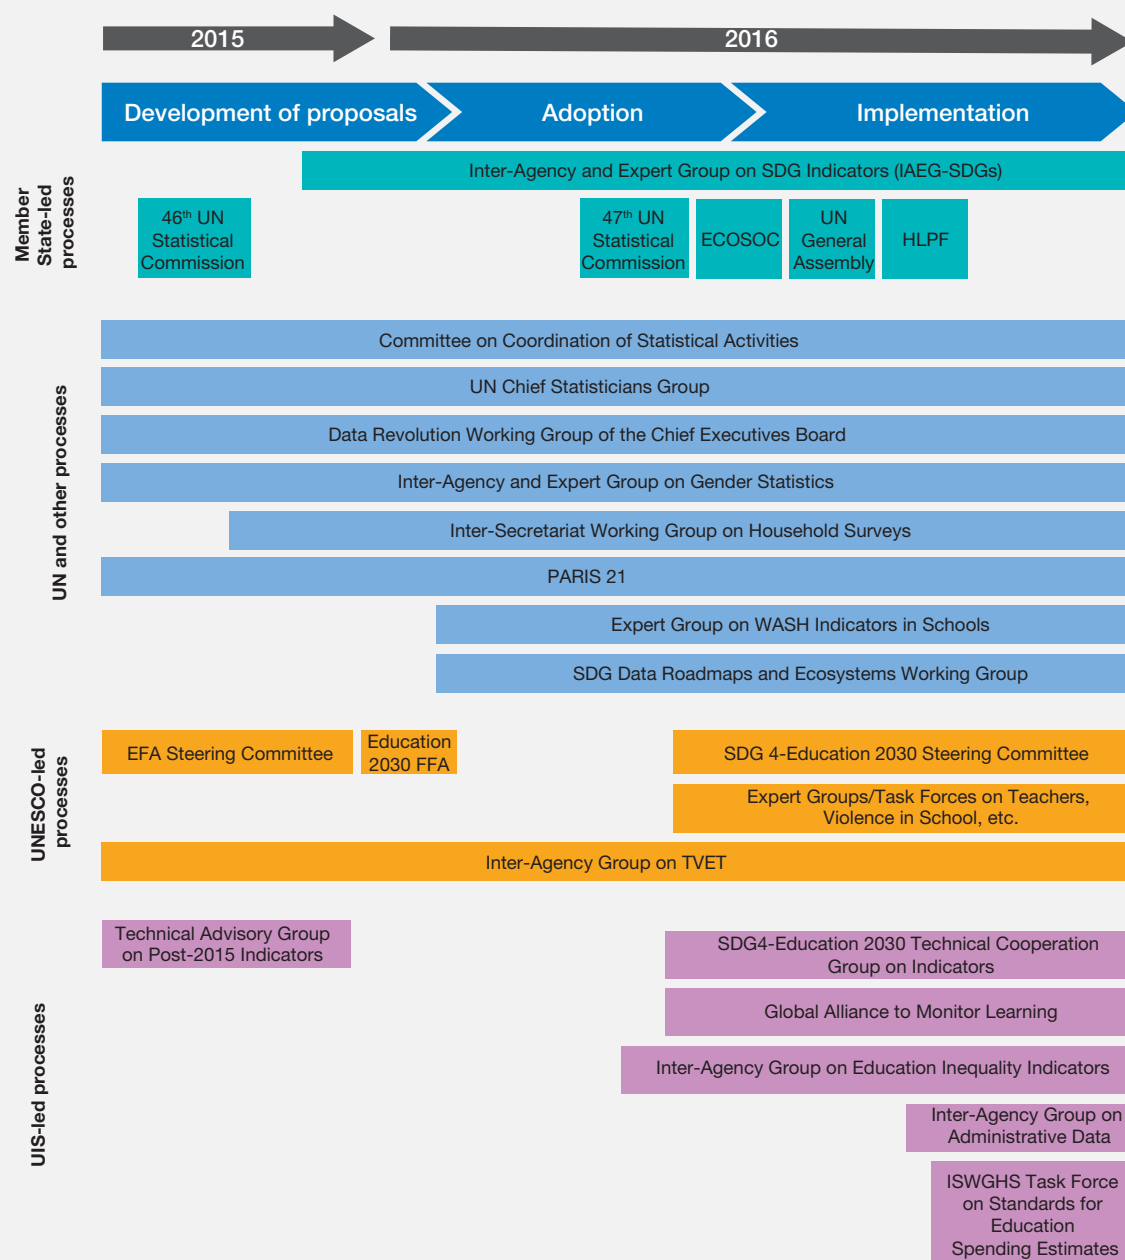 2015
2016
Development of proposals
Adoption
Implementation
Member
State-led
processes
Inter-Agency and Expert Group on SDG Indicators (IAEG-SDGs)
46th UN
Statistical
Commission
47th UN
Statistical
Commission
ECOSOC
UN
General
Assembly
HLPF
UN and other processes
Committee on Coordination of Statistical Activities
UN Chief Statisticians Group
Data Revolution Working Group of the Chief Executives Board
Inter-Agency and Expert Group on Gender Statistics
Inter-Secretariat Working Group on Household Surveys
PARIS 21
Expert Group on WASH Indicators in Schools
SDG Data Roadmaps and Ecosystems Working Group
UNESCO-led
processes
EFA Steering Committee
Education
2030 FFA
SDG 4-Education 2030 Steering Committee
Expert Groups/Task Forces on Teachers,
Violence in School, etc.
Inter-Agency Group on TVET
UIS-led processes
Technical Advisory Group
on Post-2015 Indicators
SDG4-Education 2030 Technical Cooperation
Group on Indicators
Global Alliance to Monitor Learning
Inter-Agency Group on Education Inequality Indicators
Inter-Agency Group on
Administrative Data
ISWGHS Task Force
on Standards for
Education
Spending Estimates